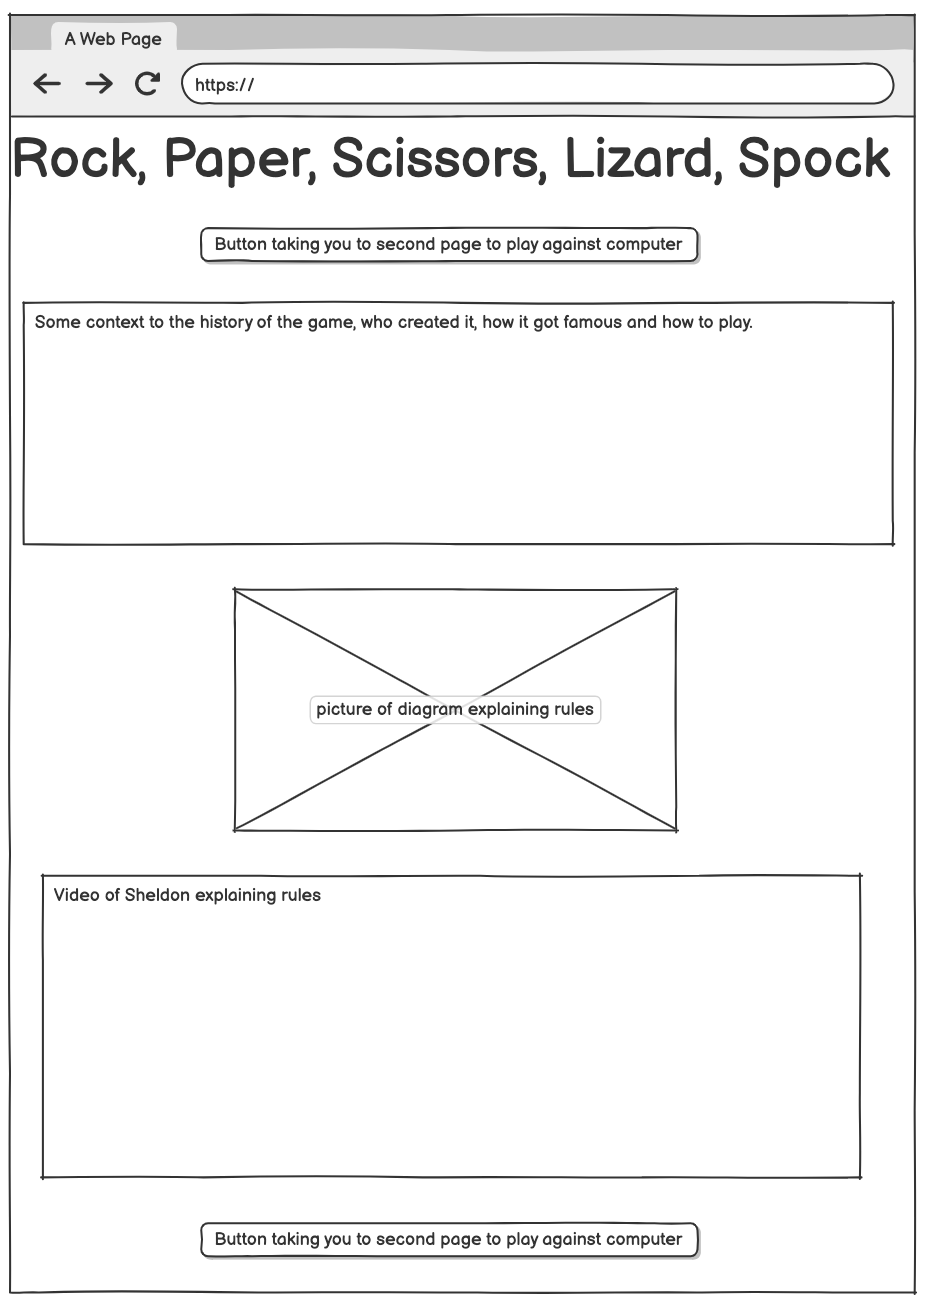 A Web Page
https://
Rock, Paper, Scissors, Lizard, Spock
Button taking you to second page to play against computer
Some context to the history of the game, who created it, how it got famous and how to play.
picture of diagram explaining rules
Video of Sheldon explaining rules
Button taking you to second page to play against computer